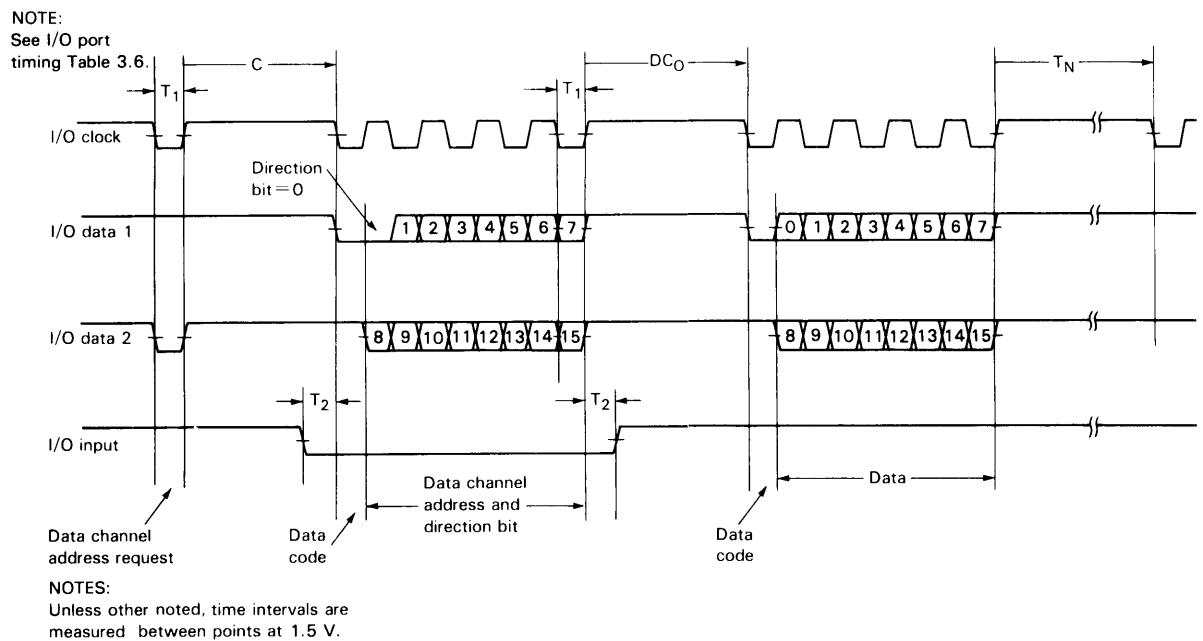 NOTE:
See I/O port
timing Table 3.6.
C
DC₀
T_N
T₁
T₁
I/O clock
Direction
bit = 0
I/O data 1
1 2 3 4 5 6 7
0 1 2 3 4 5 6 7
I/O data 2
8 9 10 11 12 13 14 15
8 9 10 11 12 13 14 15
T₂
T₂
I/O input
Data channel
address and
direction bit
Data
Data channel
address request
Data
code
Data
code
NOTES:
Unless other noted, time intervals are
measured between points at 1.5 V.